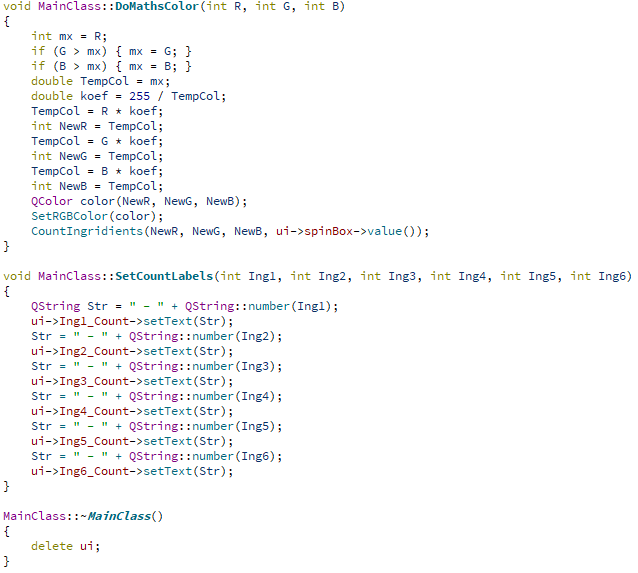 void MainClass::DoMathsColor(int R, int G, int B)
{
    int mx = R;
    if (G > mx) { mx = G; }
    if (B > mx) { mx = B; }
    double TempCol = mx;
    double koef = 255 / TempCol;
    TempCol = R * koef;
    int NewR = TempCol;
    TempCol = G * koef;
    int NewG = TempCol;
    TempCol = B * koef;
    int NewB = TempCol;
    QColor color(NewR, NewG, NewB);
    SetRGBColor(color);
    CountIngridients(NewR, NewG, NewB, ui->spinBox->value());
}

void MainClass::SetCountLabels(int Ing1, int Ing2, int Ing3, int Ing4, int Ing5, int Ing6)
{
    QString Str = " - " + QString::number(Ing1);
    ui->Ing1_Count->setText(Str);
    Str = " - " + QString::number(Ing2);
    ui->Ing2_Count->setText(Str);
    Str = " - " + QString::number(Ing3);
    ui->Ing3_Count->setText(Str);
    Str = " - " + QString::number(Ing4);
    ui->Ing4_Count->setText(Str);
    Str = " - " + QString::number(Ing5);
    ui->Ing5_Count->setText(Str);
    Str = " - " + QString::number(Ing6);
    ui->Ing6_Count->setText(Str);
}

MainClass::~MainClass()
{
    delete ui;
}